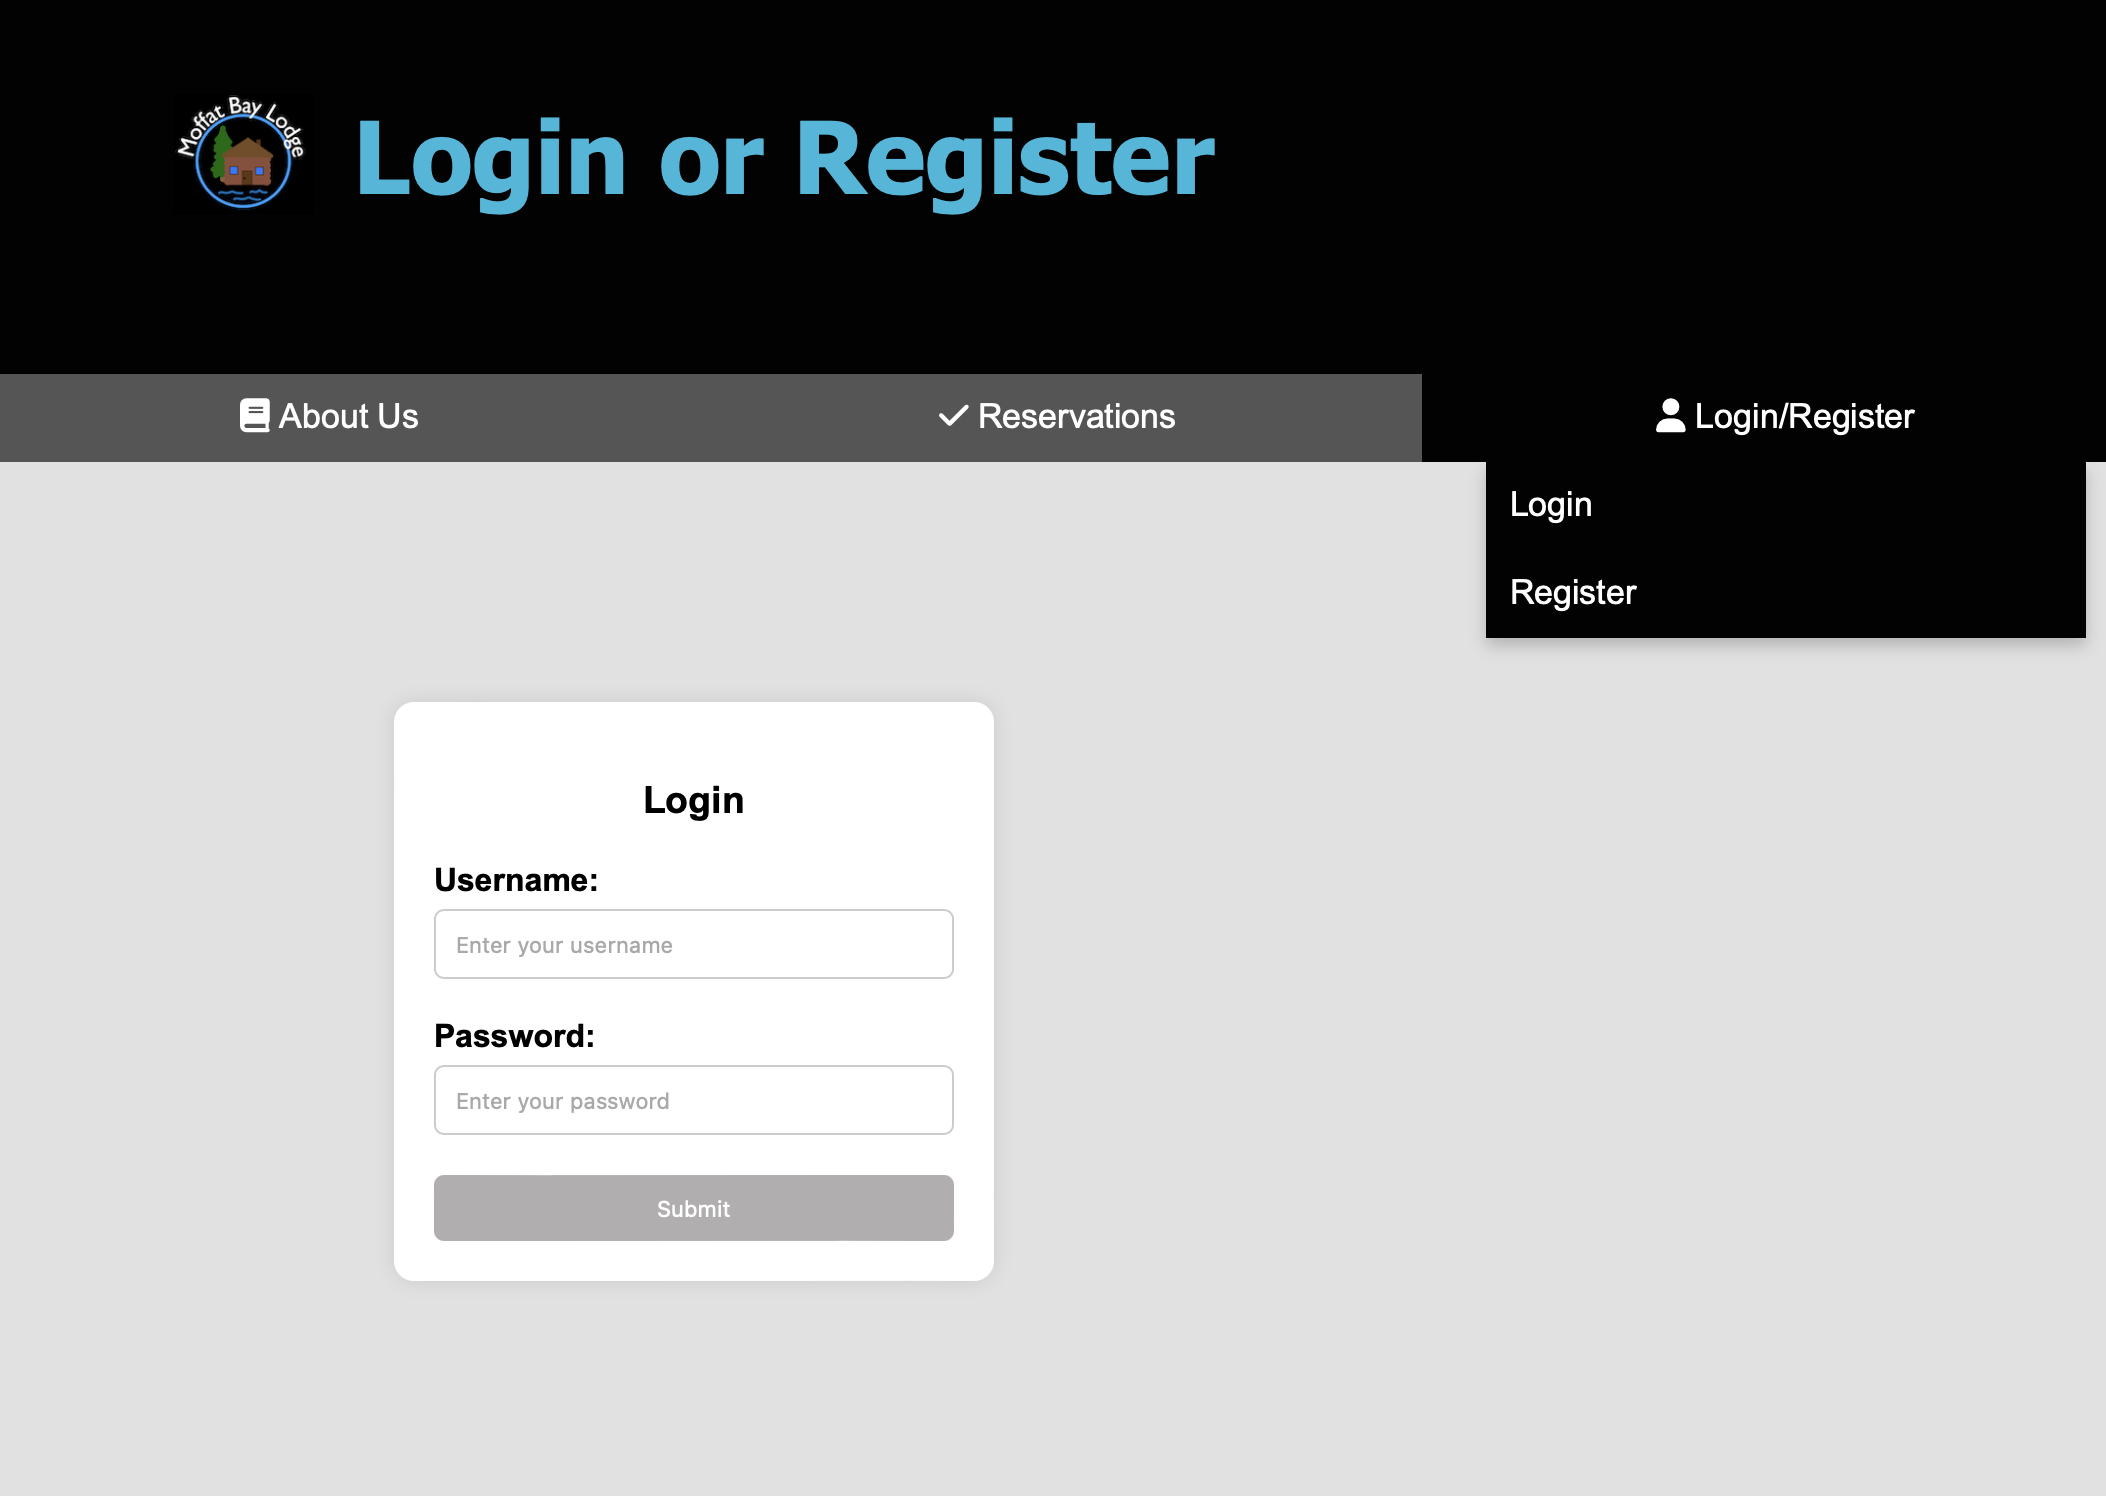 Moffat Bay Lodge
Login or Register
About Us
Reservations
Login/Register
Login
Register
Login
Username:
Enter your username
Password:
Enter your password
Submit